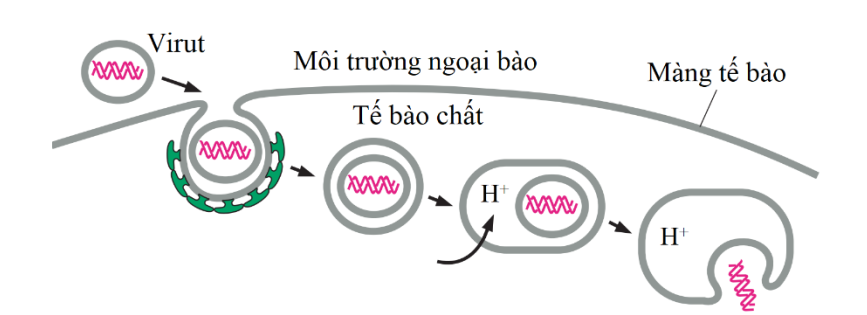 Virut
Môi trường ngoại bào
Màng tế bào
Tế bào chất
H⁺
H⁺